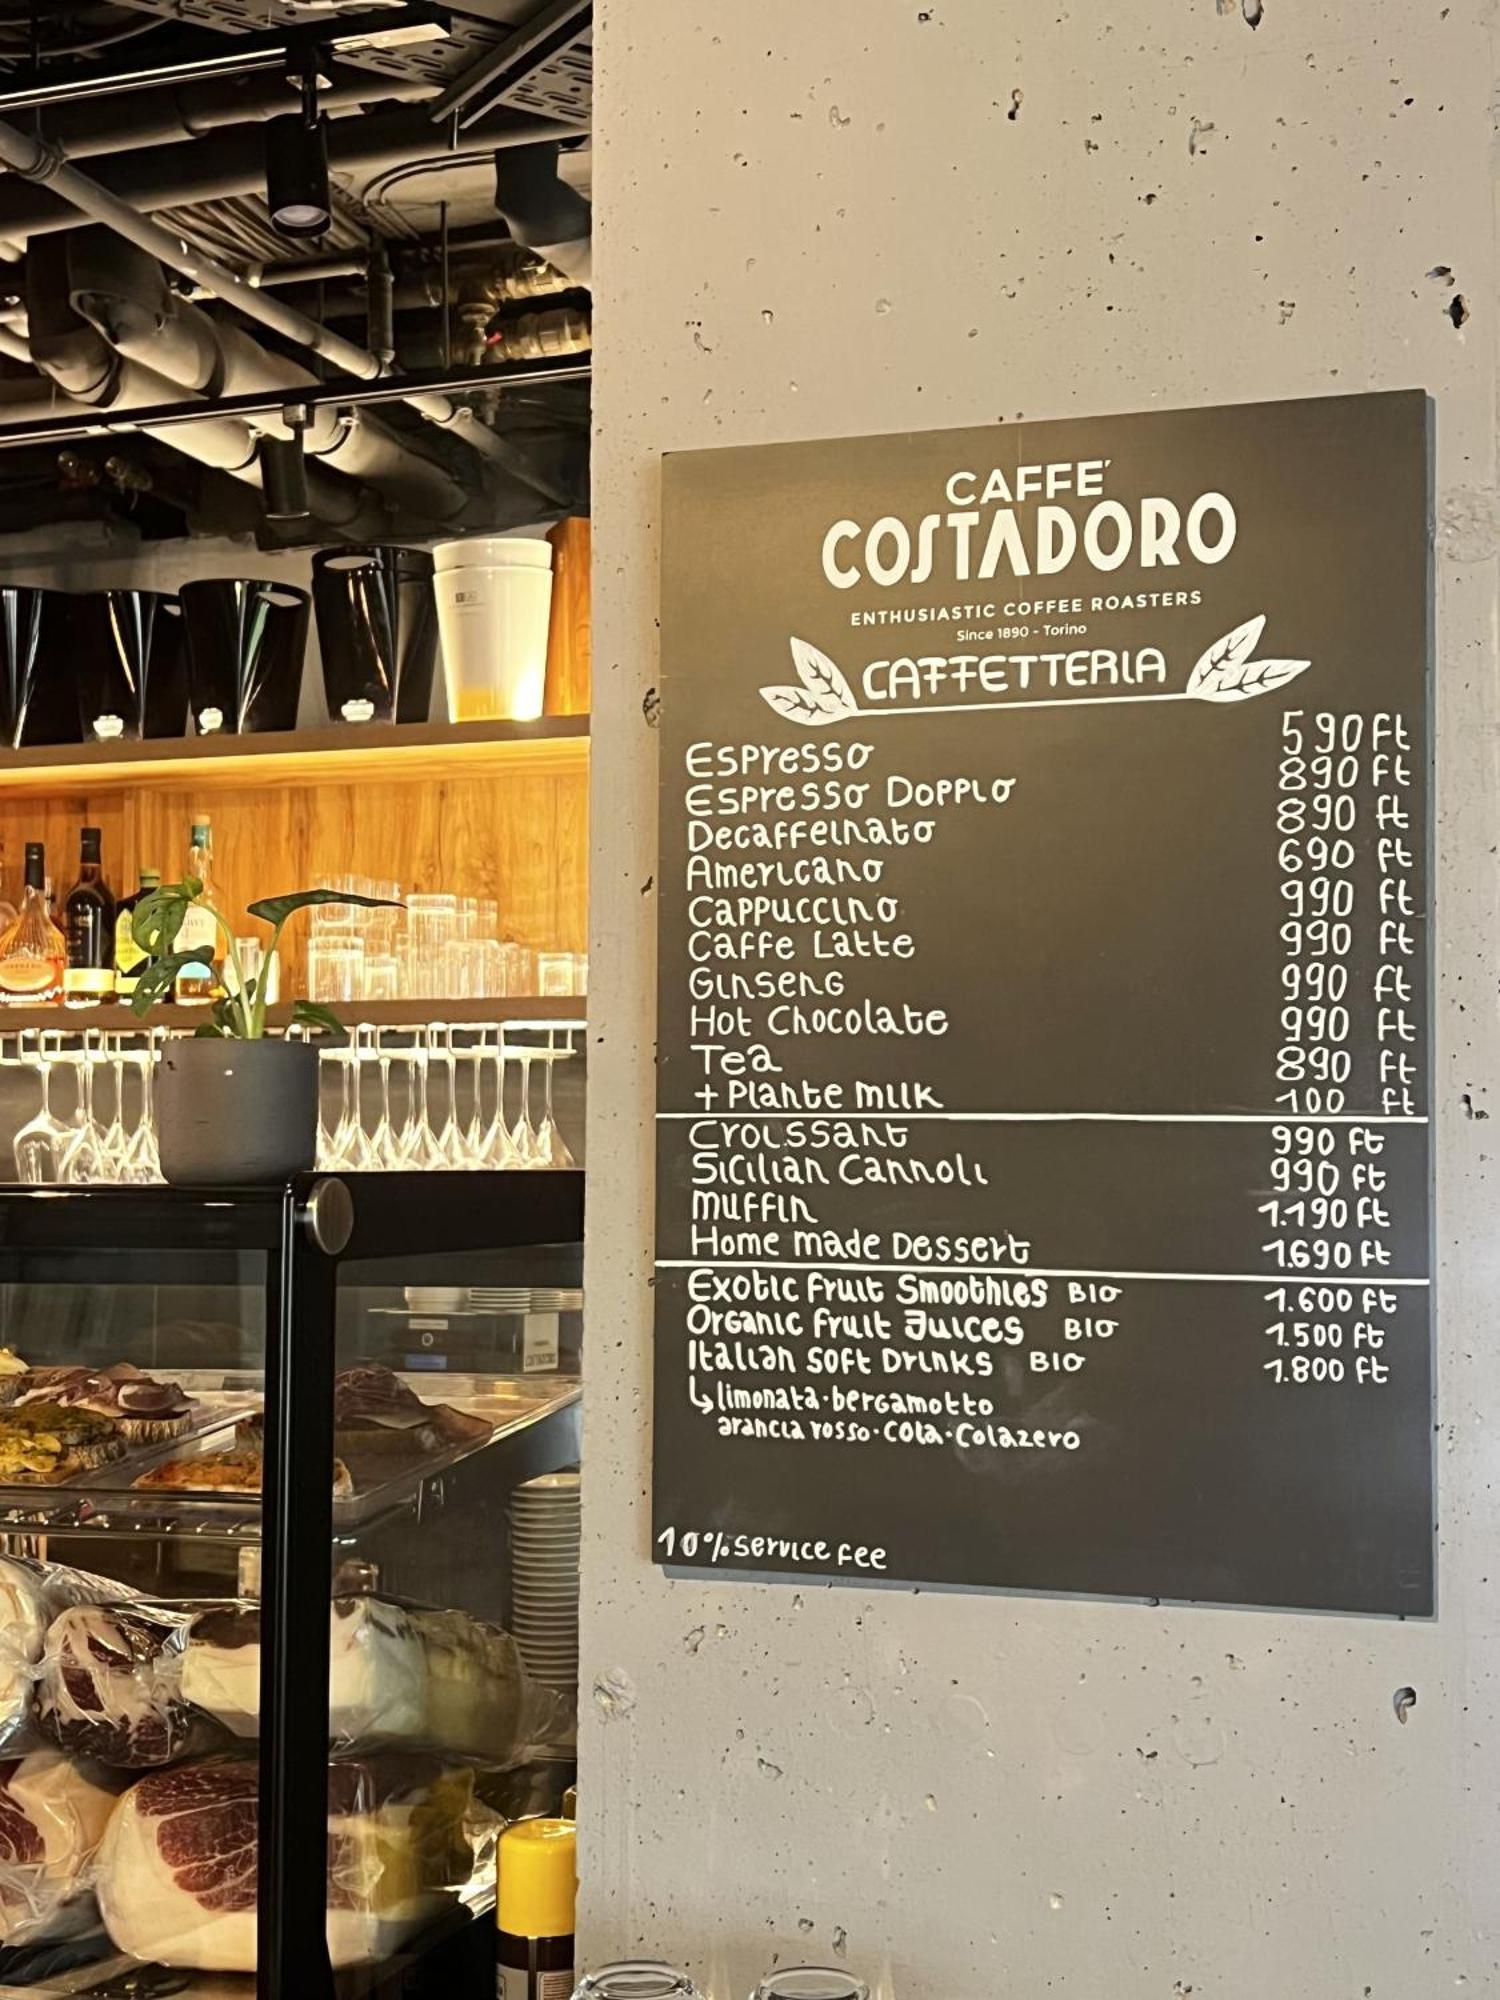 CAFFÈ
COSTADORO
ENTHUSIASTIC COFFEE ROASTERS
Since 1890 - Torino
CAFFETTERIA
Espresso 590 Ft
Espresso Doppio 890 Ft
Decaffeinato 890 Ft
Americano 690 Ft
Cappuccino 990 Ft
Caffe Latte 990 Ft
Ginseng 990 Ft
Hot Chocolate 990 Ft
Tea 890 Ft
+ Plante milk 100 Ft
Croissant 990 Ft
Sicilian Cannoli 990 Ft
Muffin 1.190 Ft
Home made Dessert 1.690 Ft
Exotic Fruit Smoothies BIO 1.600 Ft
Organic Fruit Juices BIO 1.500 Ft
Italian Soft Drinks BIO 1.800 Ft
↳ limonata · bergamotto
arancia rosso · Cola · Colazero
10% service fee